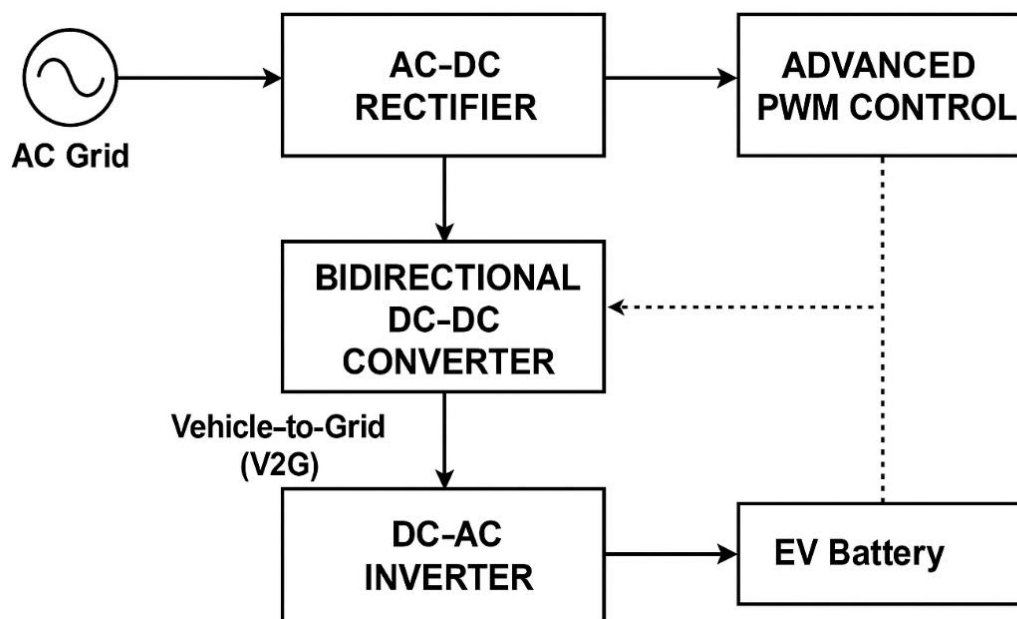 AC Grid
AC–DC
RECTIFIER
ADVANCED
PWM CONTROL
BIDIRECTIONAL
DC–DC
CONVERTER
Vehicle–to-Grid
(V2G)
DC–AC
INVERTER
EV Battery